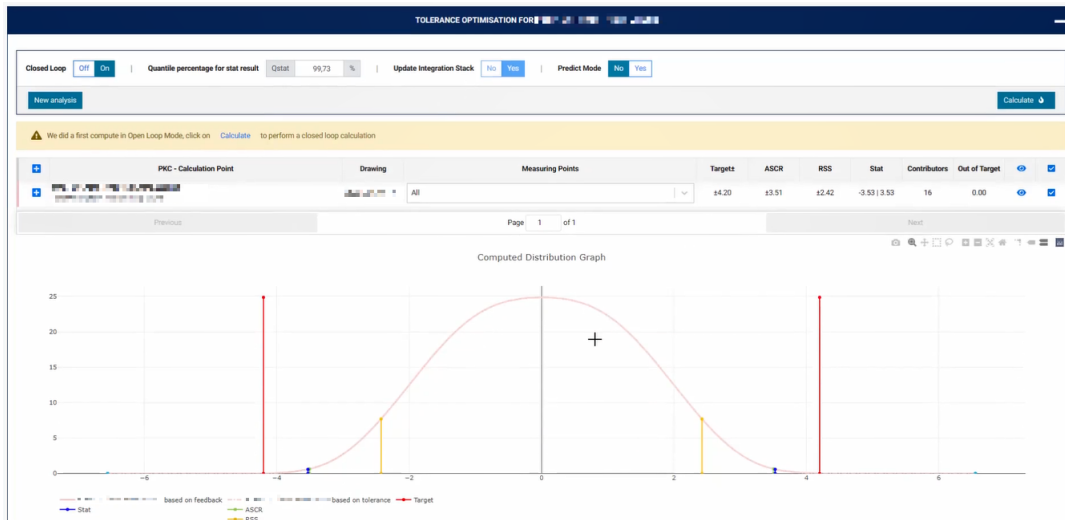 TOLERANCE OPTIMISATION FOR
Closed Loop Off On | Quantile percentage for stat result Qstat 99,73 % | Update Integration Stack No Yes | Predict Mode No Yes
New analysis Calculate
We did a first compute in Open Loop Mode, click on Calculate to perform a closed loop calculation
PKC - Calculation Point Drawing Measuring Points Target± ASCR RSS Stat Contributors Out of Target
All ±4.20 ±3.51 ±2.42 -3.53 | 3.53 16 0.00
Previous Page 1 of 1 Next
Computed Distribution Graph
25
20
15
10
5
0
−6 −4 −2 0 2 4 6
based on feedback based on tolerance Target
Stat ASCR
RSS